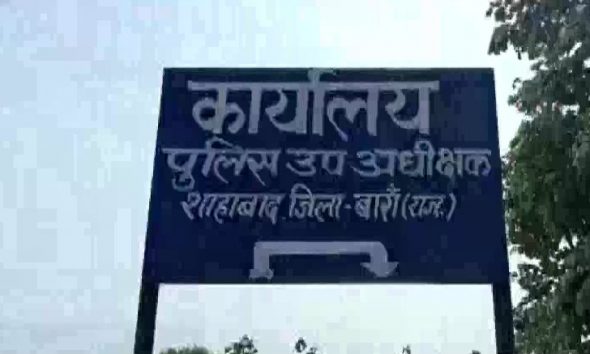 कार्यालय
पुलिस उप अधीक्षक
शाहाबाद जिला-बाराँ (राज.)